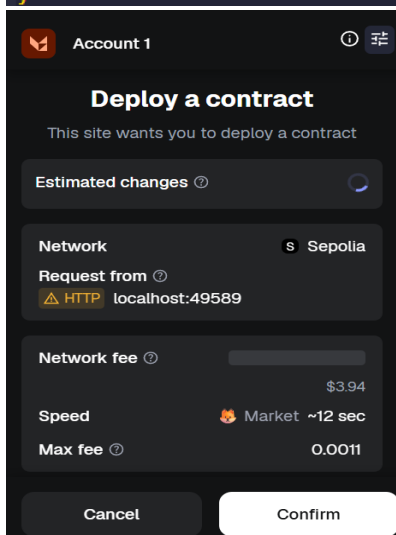 Account 1
Deploy a contract
This site wants you to deploy a contract
Estimated changes
Network S Sepolia
Request from
HTTP localhost:49589
Network fee
$3.94
Speed Market ~12 sec
Max fee 0.0011
Cancel Confirm